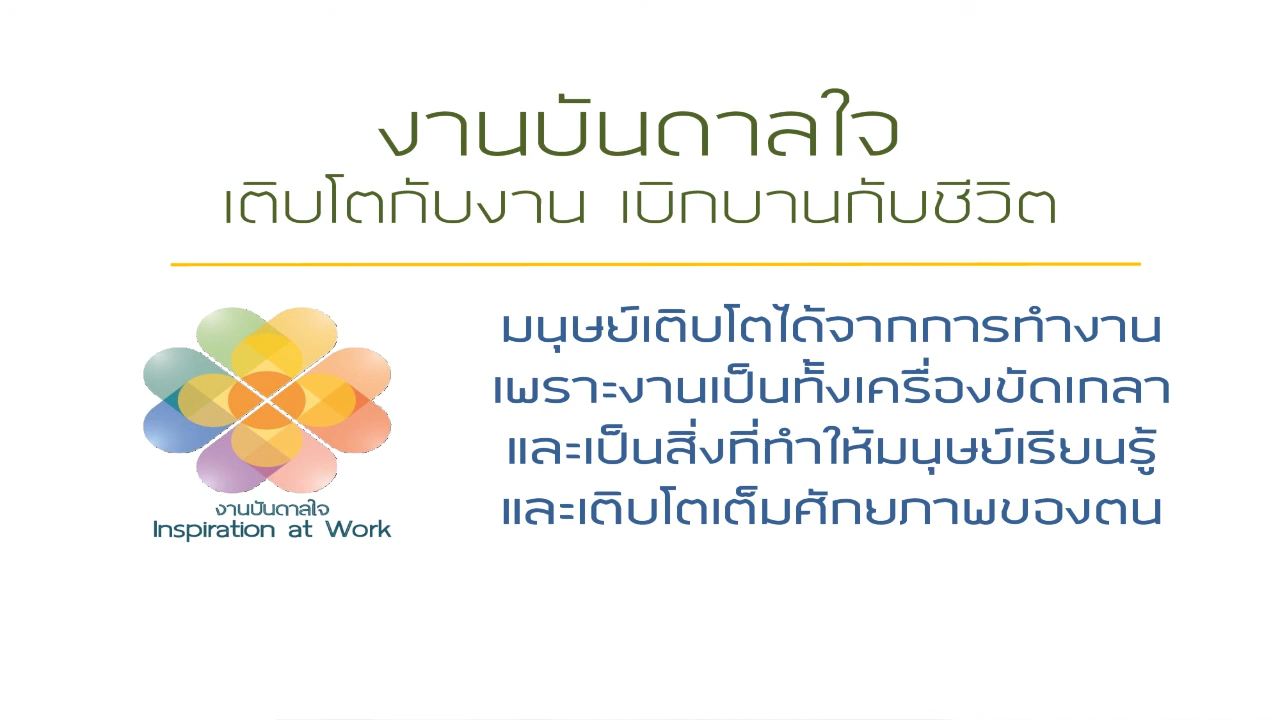 งานบันดาลใจ
เติบโตกับงาน เบิกบานกับชีวิต
มนุษย์เติบโตได้จากการทำงาน
เพราะงานเป็นทั้งเครื่องขัดเกลา
และเป็นสิ่งที่ทำให้มนุษย์เรียนรู้
และเติบโตเต็มศักยภาพของตน
งานบันดาลใจ
Inspiration at Work